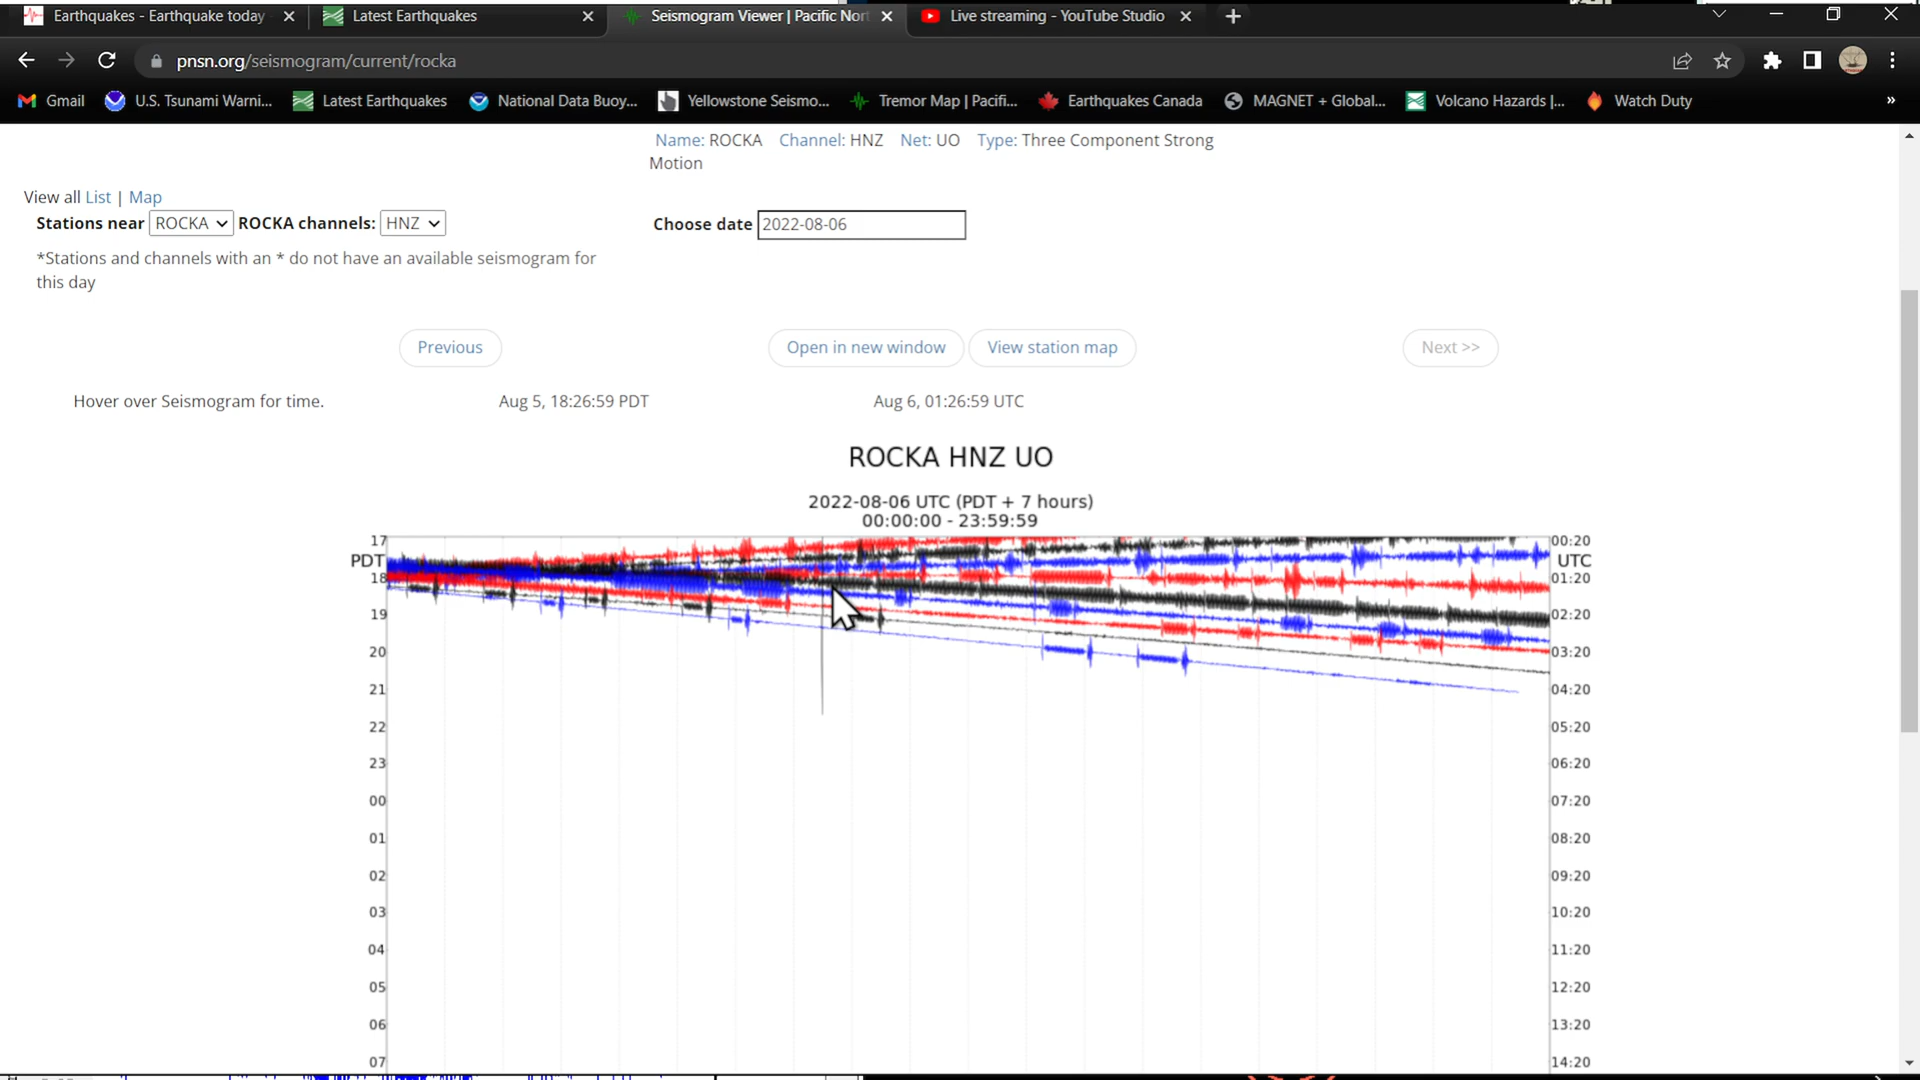 Earthquakes - Earthquake today
Latest Earthquakes
Seismogram Viewer | Pacific Nort
Live streaming - YouTube Studio
pnsn.org/seismogram/current/rocka
Gmail
U.S. Tsunami Warni...
Latest Earthquakes
National Data Buoy...
Yellowstone Seismo...
Tremor Map | Pacifi...
Earthquakes Canada
MAGNET + Global...
Volcano Hazards |...
Watch Duty
»
Name: ROCKA Channel: HNZ Net: UO Type: Three Component Strong
Motion
View all List | Map
Stations near ROCKA ROCKA channels: HNZ
Choose date 2022-08-06
*Stations and channels with an * do not have an available seismogram for
this day
Previous
Open in new window
View station map
Next >>
Hover over Seismogram for time.
Aug 5, 18:26:59 PDT
Aug 6, 01:26:59 UTC
ROCKA HNZ UO
2022-08-06 UTC (PDT + 7 hours)
00:00:00 - 23:59:59
17 00:20
PDT UTC
18 01:20
19 02:20
20 03:20
21 04:20
22 05:20
23 06:20
00 07:20
01 08:20
02 09:20
03 10:20
04 11:20
05 12:20
06 13:20
07 14:20